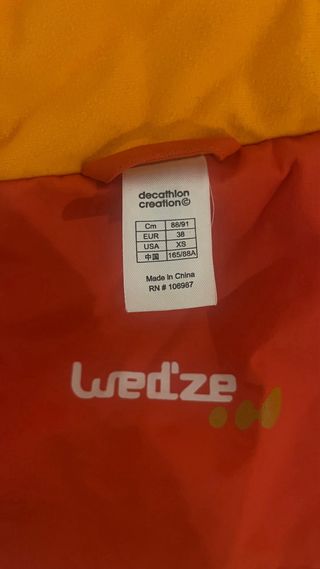 decathlon
creation©
Cm 88/91
EUR 38
USA XS
中国 165/88A
Made in China
RN # 106987
wed'ze